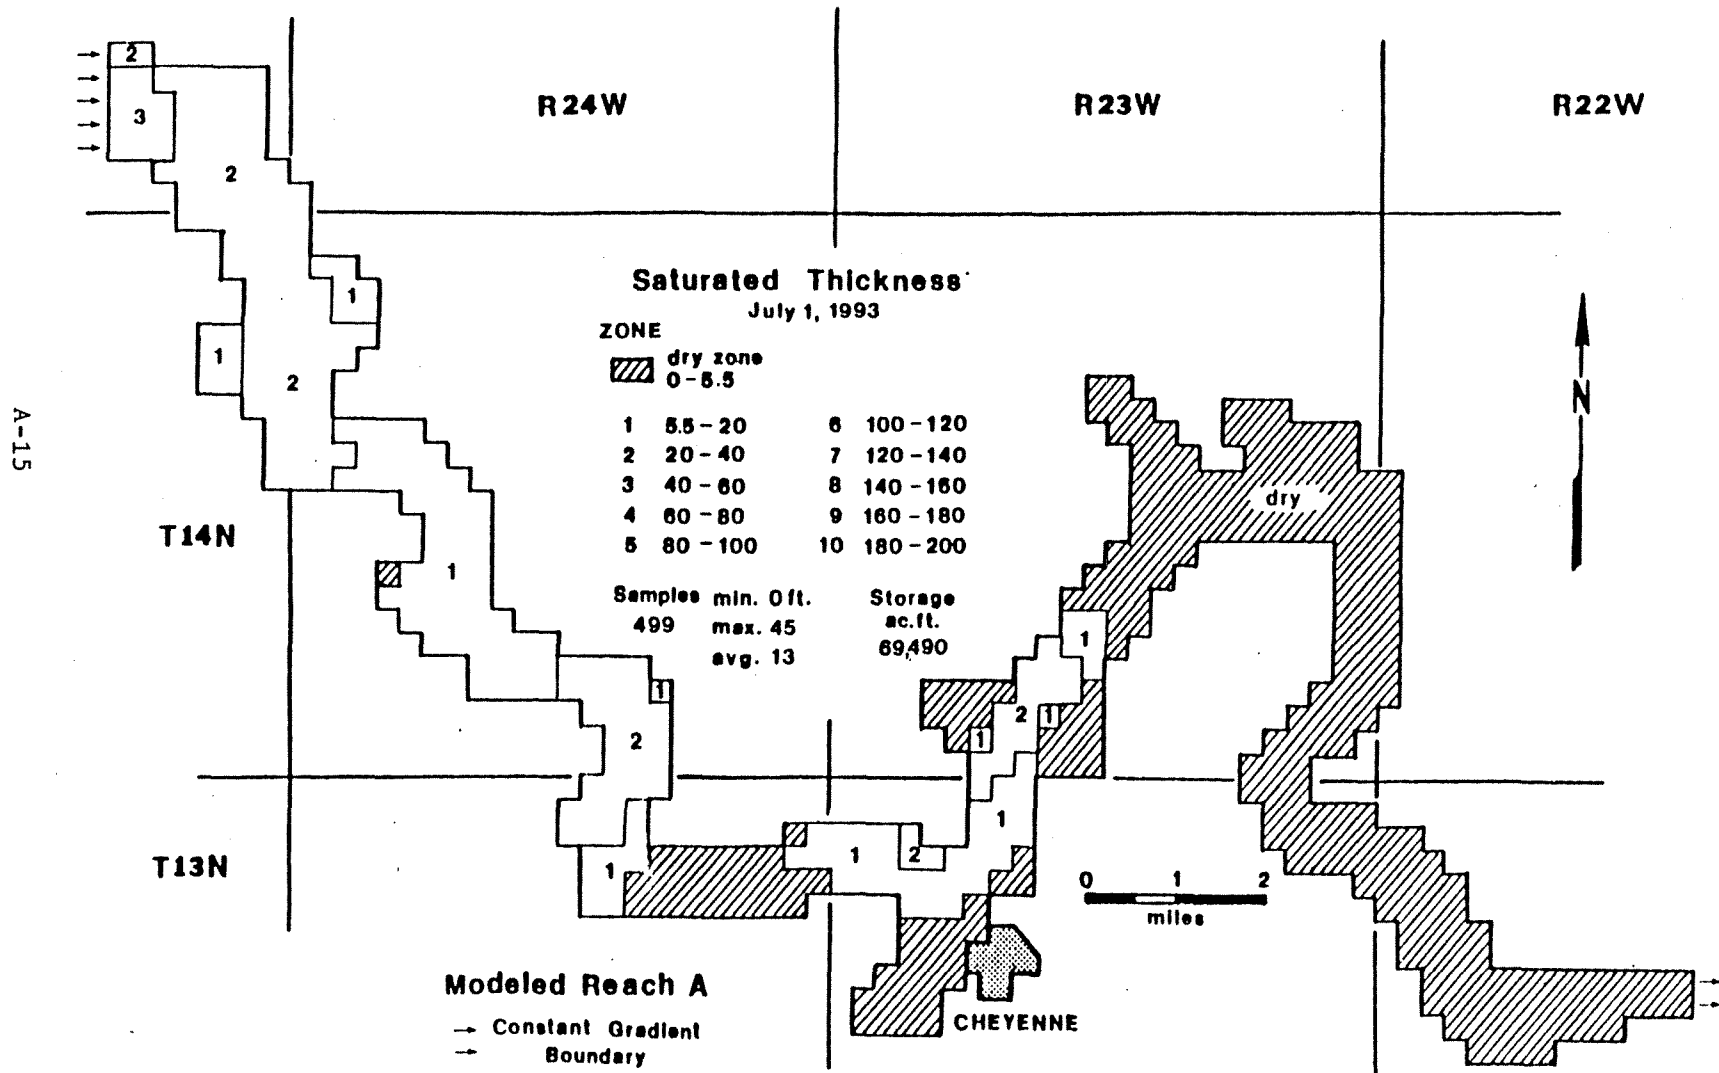 R24W
R23W
R22W
2
3
2
Saturated Thickness
July 1, 1993
ZONE
dry zone
0-5.5
1 5.5-20 6 100-120
2 20-40 7 120-140
3 40-60 8 140-160
4 60-80 9 160-180
5 80-100 10 180-200
Samples min. 0 ft. Storage
499 max. 45 ac.ft.
avg. 13 69,490
1
1
2
N
A-15
dry
T14N
1
1
1
2
2
1
1
1
T13N
1
1
2
0 1 2
miles
Modeled Reach A
Constant Gradient
Boundary
CHEYENNE